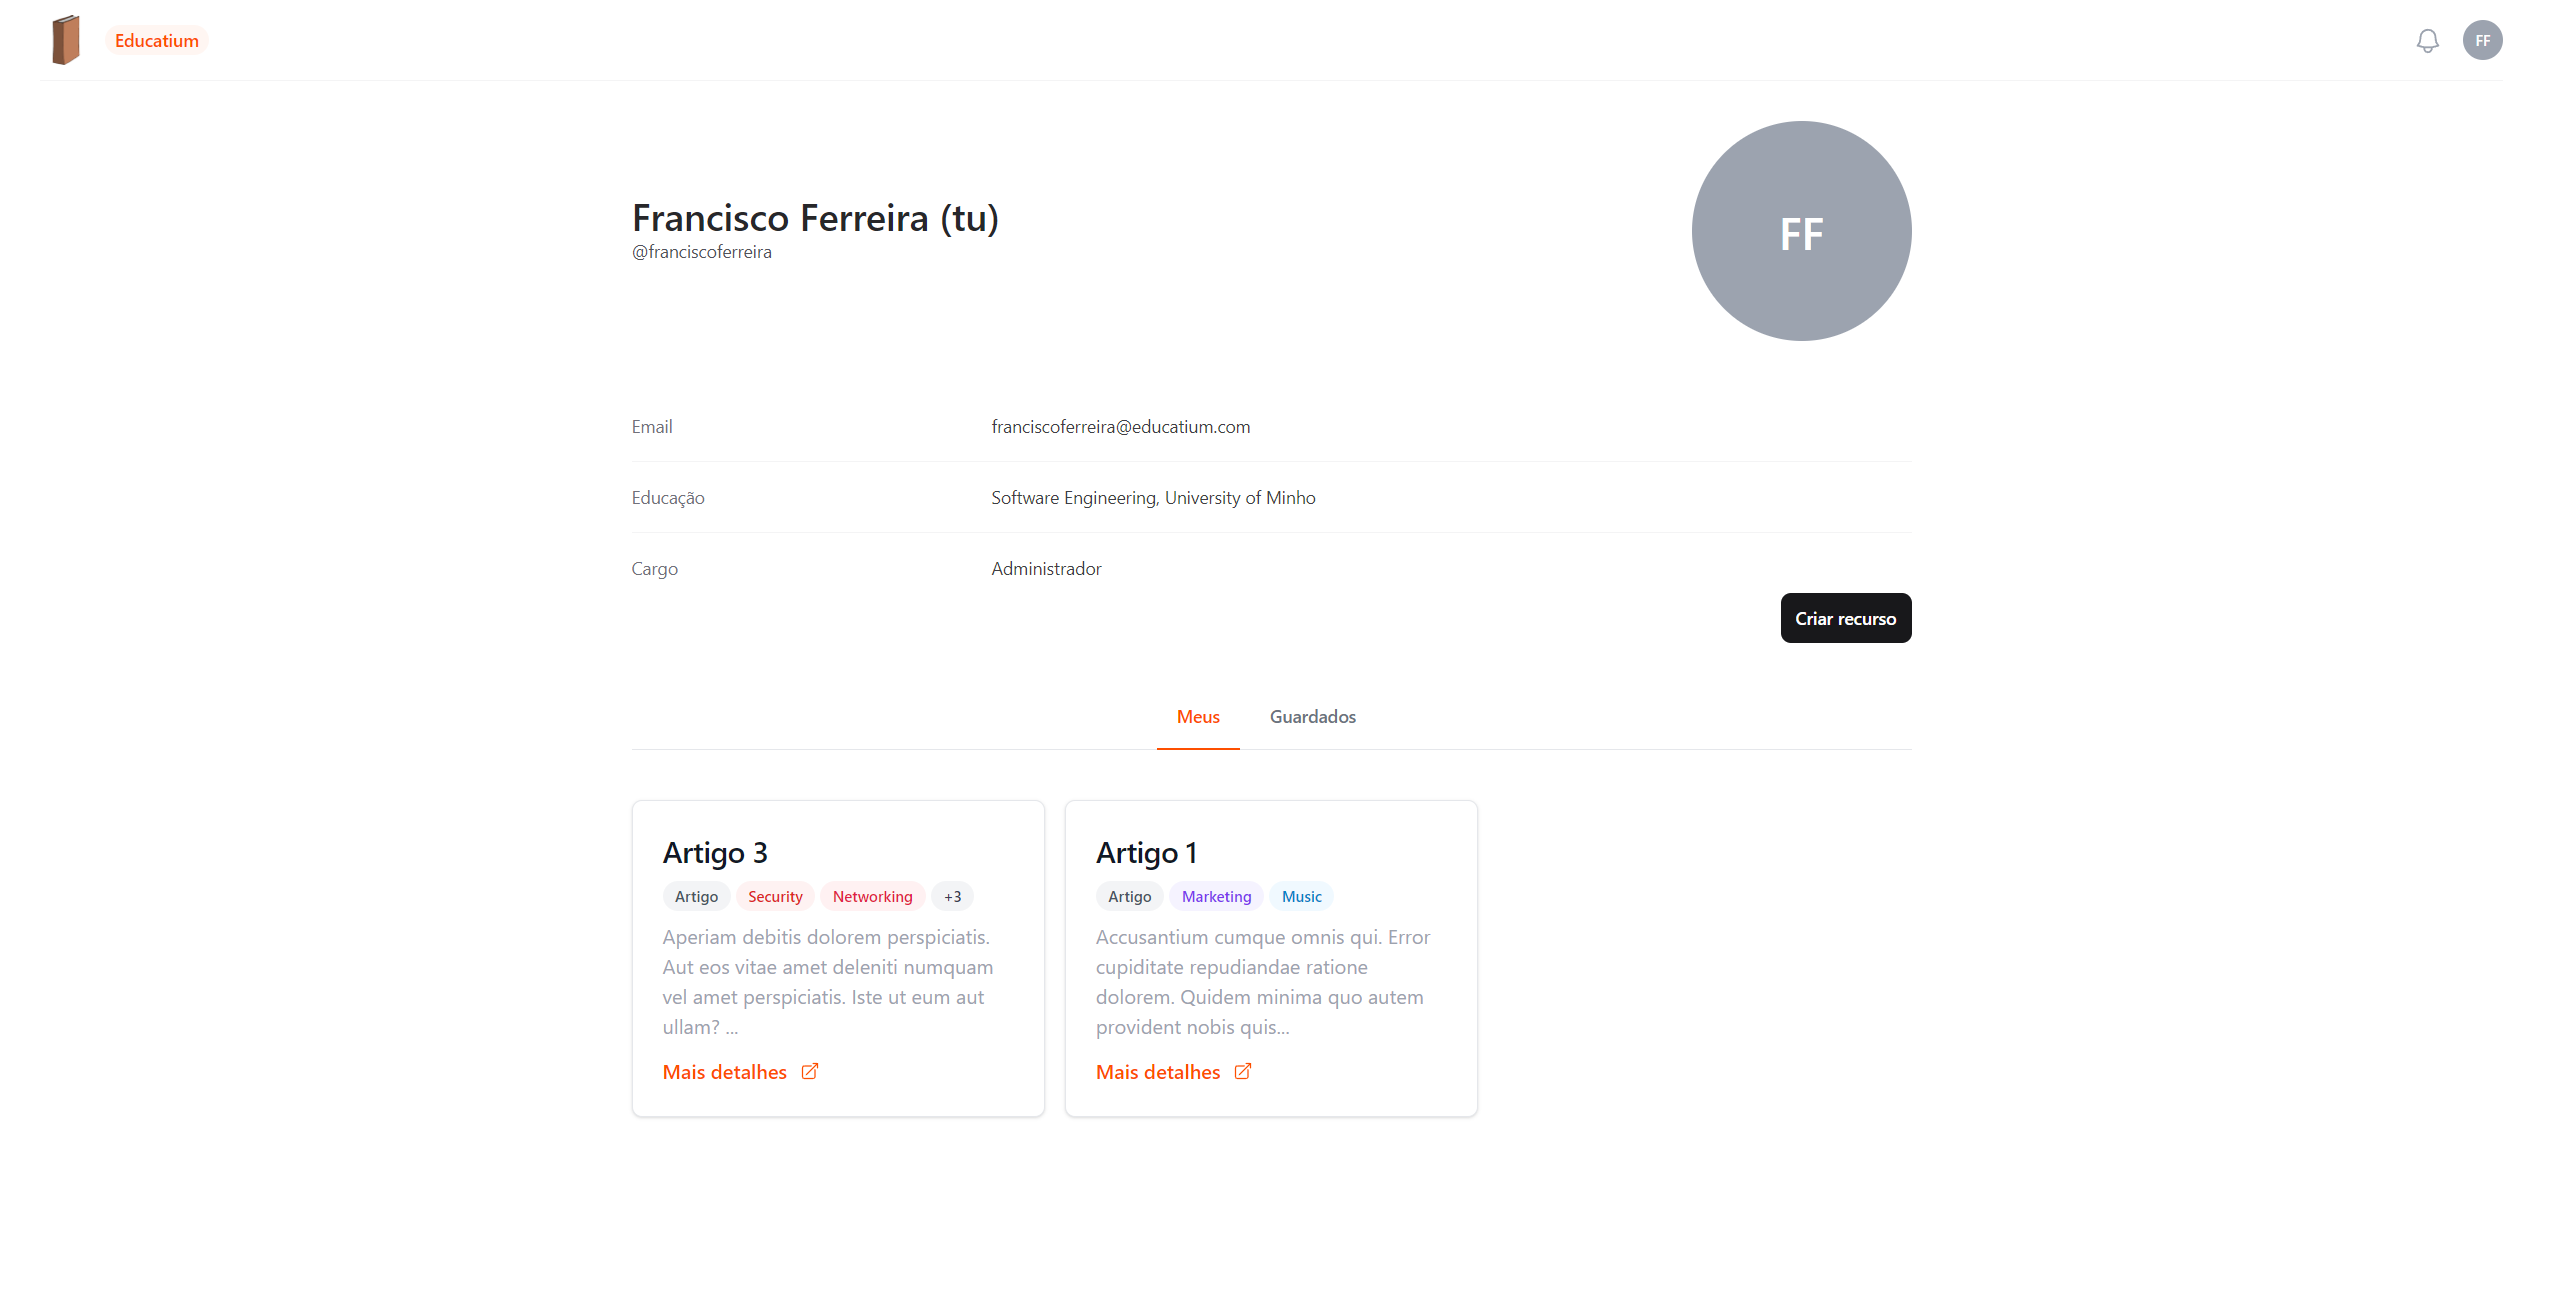 Educatium
FF
Francisco Ferreira (tu)
@franciscoferreira
FF
Email
franciscoferreira@educatium.com
Educação
Software Engineering, University of Minho
Cargo
Administrador
Criar recurso
Meus
Guardados
Artigo 3
Artigo Security Networking +3
Aperiam debitis dolorem perspiciatis.
Aut eos vitae amet deleniti numquam
vel amet perspiciatis. Iste ut eum aut
ullam? ...
Mais detalhes
Artigo 1
Artigo Marketing Music
Accusantium cumque omnis qui. Error
cupiditate repudiandae ratione
dolorem. Quidem minima quo autem
provident nobis quis...
Mais detalhes